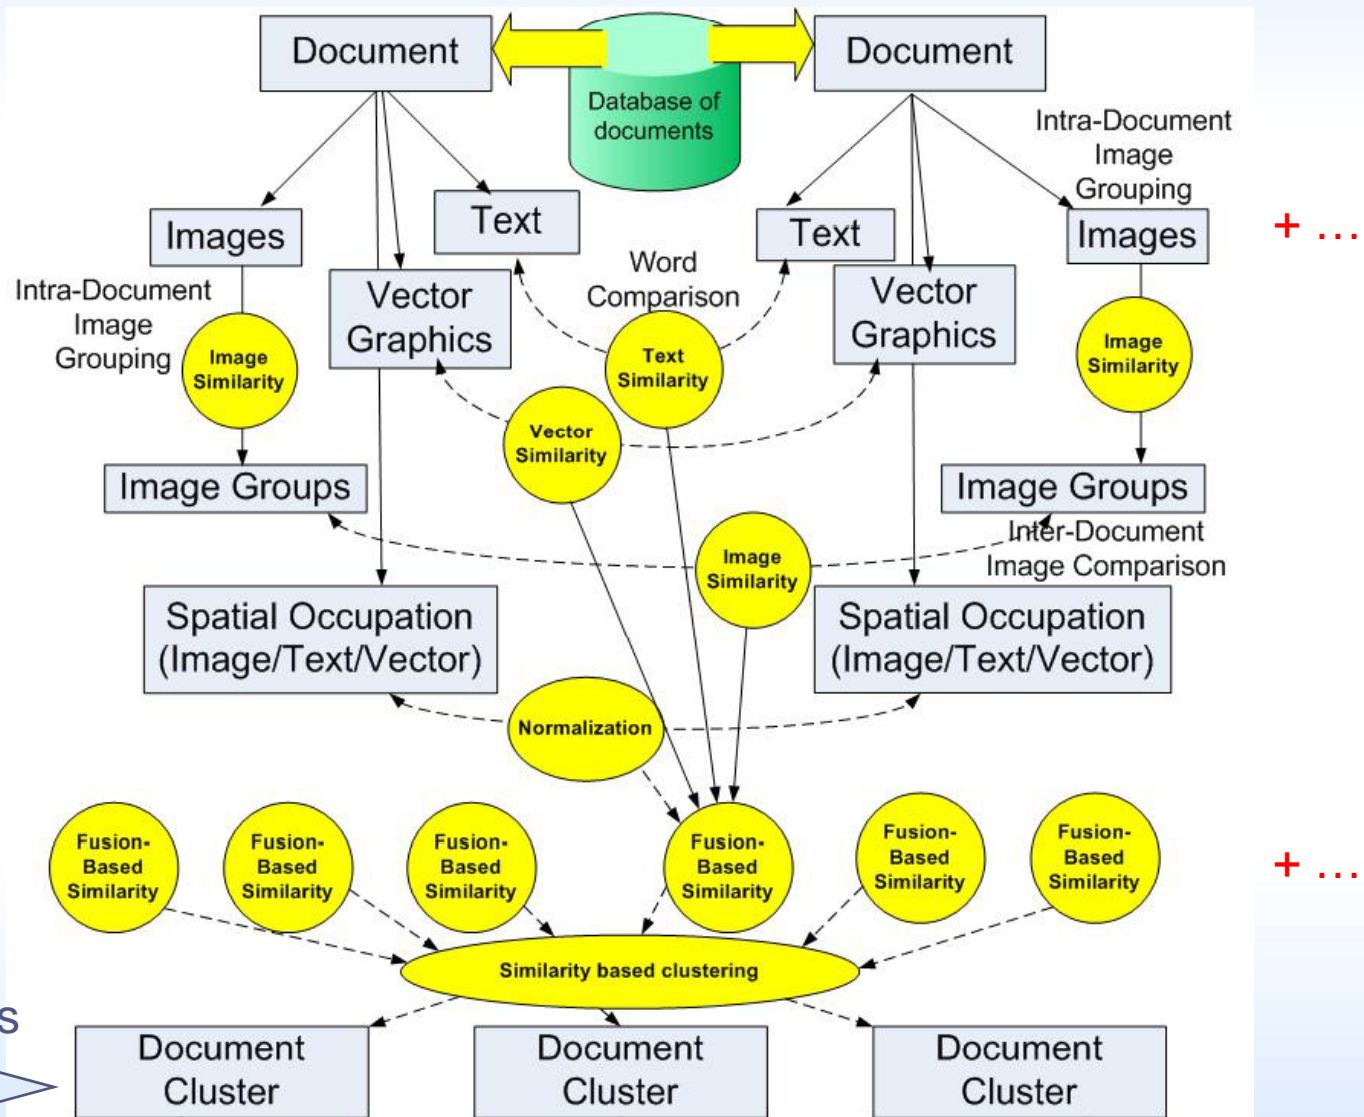 Document
Document
Database of
documents
Intra-Document
Image
Grouping
Images
Text
Text
Images
+ ...
Word
Comparison
Intra-Document
Image
Grouping
Vector
Graphics
Vector
Graphics
Image
Similarity
Text
Similarity
Image
Similarity
Vector
Similarity
Image Groups
Image Groups
Inter-Document
Image Comparison
Image
Similarity
Spatial Occupation
(Image/Text/Vector)
Spatial Occupation
(Image/Text/Vector)
Normalization
Fusion-
Based
Similarity
Fusion-
Based
Similarity
Fusion-
Based
Similarity
Fusion-
Based
Similarity
Fusion-
Based
Similarity
Fusion-
Based
Similarity
+ ...
Similarity based clustering
s
Document
Cluster
Document
Cluster
Document
Cluster